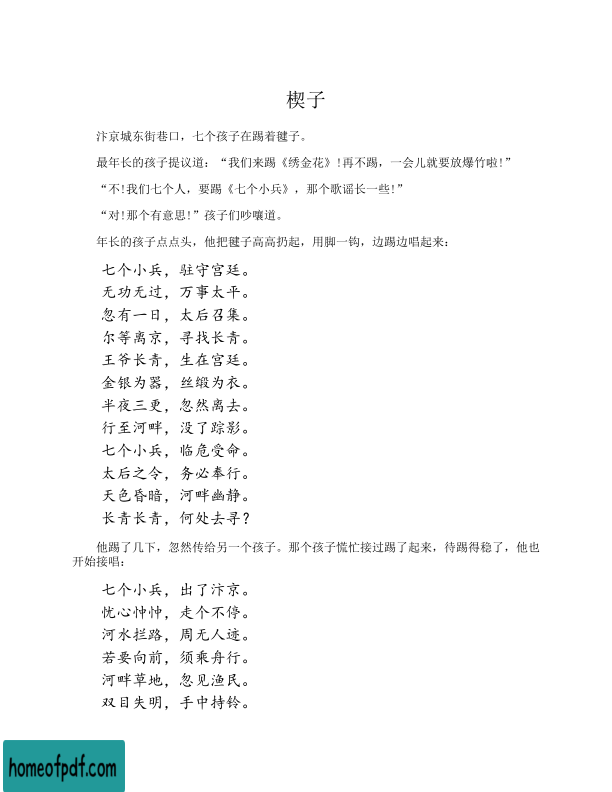 楔子
汴京城东街巷口，七个孩子在踢着毽子。
最年长的孩子提议道：“我们来踢《绣金花》!再不踢，一会儿就要放爆竹啦!”
“不!我们七个人，要踢《七个小兵》，那个歌谣长一些!”
“对!那个有意思!”孩子们吵嚷道。
年长的孩子点点头，他把毽子高高扔起，用脚一钩，边踢边唱起来：
七个小兵，驻守宫廷。
无功无过，万事太平。
忽有一日，太后召集。
尔等离京，寻找长青。
王爷长青，生在宫廷。
金银为器，丝缎为衣。
半夜三更，忽然离去。
行至河畔，没了踪影。
七个小兵，临危受命。
太后之令，务必奉行。
天色昏暗，河畔幽静。
长青长青，何处去寻？
他踢了几下，忽然传给另一个孩子。那个孩子慌忙接过踢了起来，待踢得稳了，他也
开始接唱：
七个小兵，出了汴京。
忧心忡忡，走个不停。
河水拦路，周无人迹。
若要向前，须乘舟行。
河畔草地，忽见渔民。
双目失明，手中持铃。
homeofpdf.com